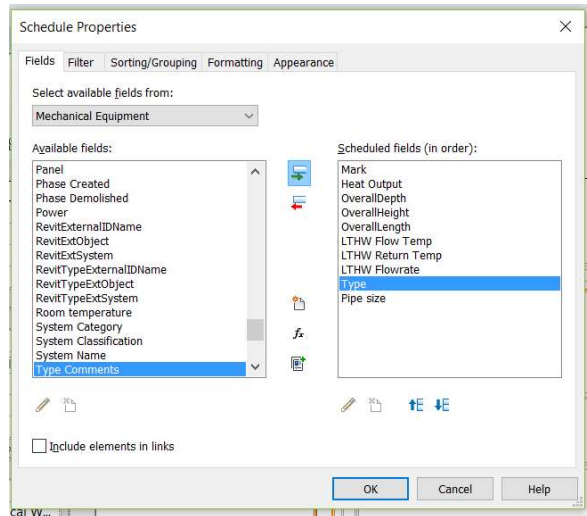 Schedule Properties
Fields Filter Sorting/Grouping Formatting Appearance
Select available fields from:
Mechanical Equipment
Available fields:
Panel
Phase Created
Phase Demolished
Power
RevitExternalIDName
RevitExtObject
RevitExtSystem
RevitTypeExternalIDName
RevitTypeExtObject
RevitTypeExtSystem
Room temperature
System Category
System Classification
System Name
Type Comments
fx
Scheduled fields (in order):
Mark
Heat Output
OverallDepth
OverallHeight
OverallLength
LTHW Flow Temp
LTHW Return Temp
LTHW Flowrate
Type
Pipe size
Include elements in links
OK Cancel Help
cal W...